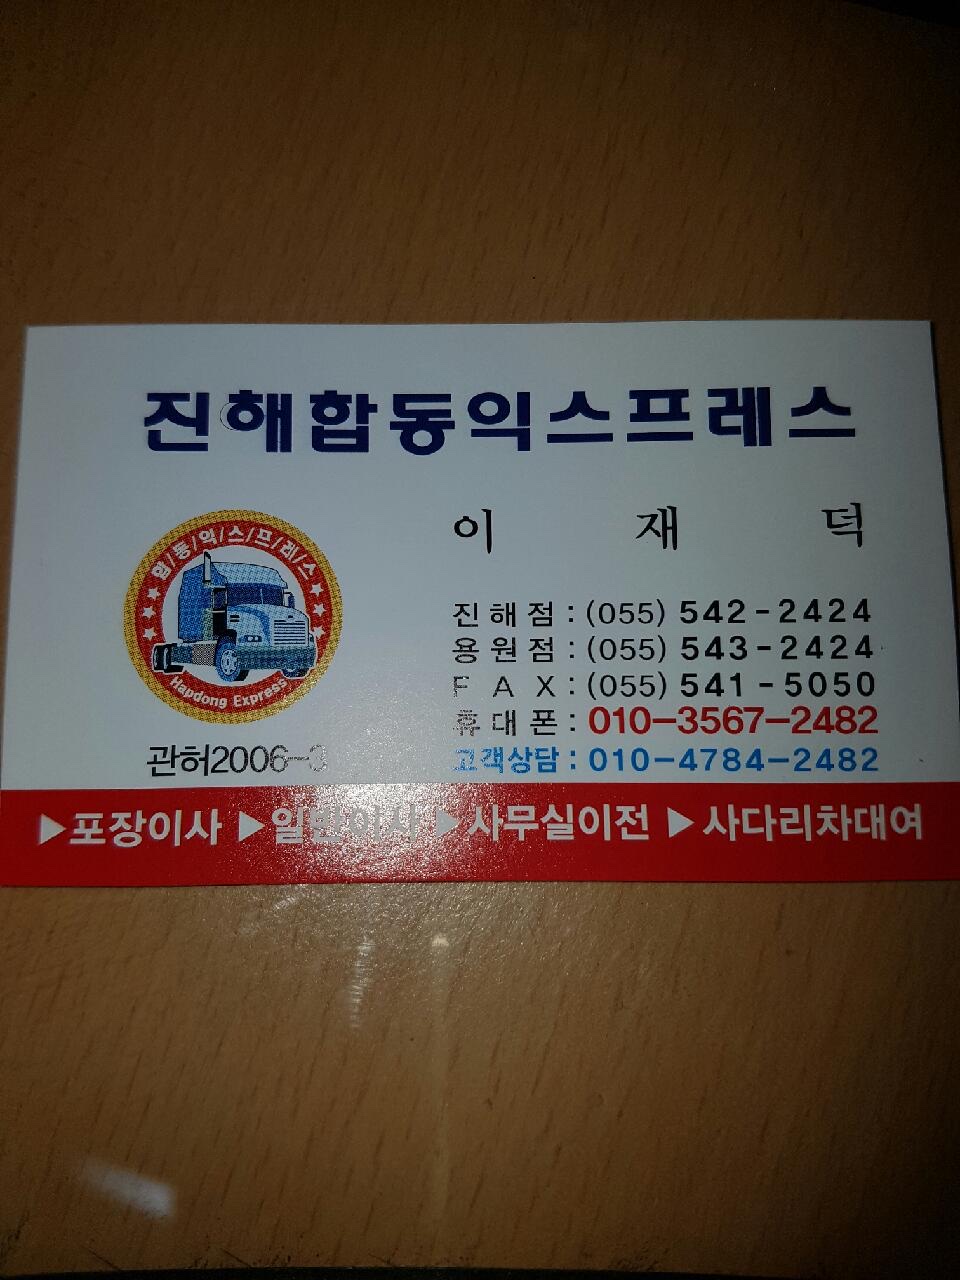 진해합동익스프레스
합/동/익/스/프/레/스
Hapdong Express
관허2006-3
이 재 덕
진해점 : (055) 542-2424
용원점 : (055) 543-2424
FAX : (055) 541-5050
휴대폰 : 010-3567-2482
고객상담 : 010-4784-2482
▶포장이사 ▶일반이사 ▶사무실이전 ▶사다리차대여